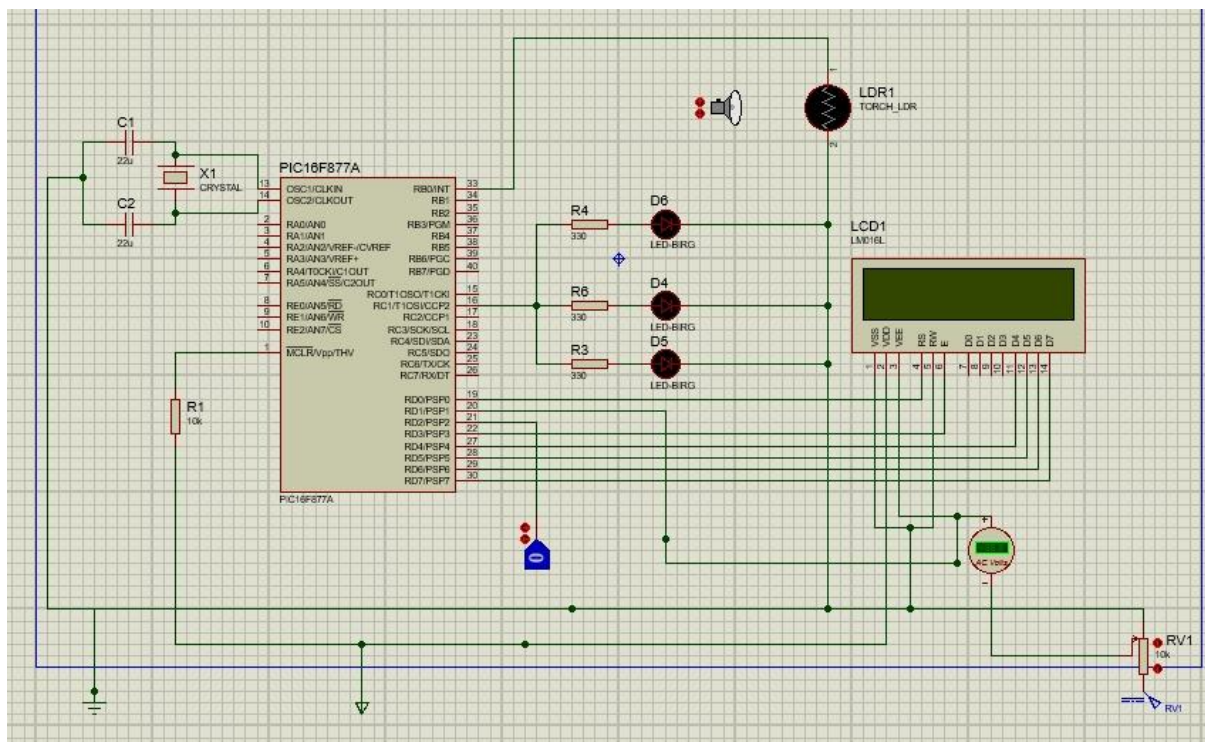 C1
22u
X1
CRYSTAL
C2
22u
PIC16F877A
13 OSC1/CLKIN
14 OSC2/CLKOUT
2 RA0/AN0
3 RA1/AN1
4 RA2/AN2/VREF-/CVREF
5 RA3/AN3/VREF+
6 RA4/T0CKI/C1OUT
7 RA5/AN4/SS/C2OUT
8 RE0/AN5/RD
9 RE1/AN6/WR
10 RE2/AN7/CS
1 MCLR/Vpp/THV
RB0/INT 33
RB1 34
RB2 35
RB3/PGM 36
RB4 37
RB5 38
RB6/PGC 39
RB7/PGD 40
RC0/T1OSO/T1CKI 15
RC1/T1OSI/CCP2 16
RC2/CCP1 17
RC3/SCK/SCL 18
RC4/SDI/SDA 23
RC5/SDO 24
RC6/TX/CK 25
RC7/RX/DT 26
RD0/PSP0 19
RD1/PSP1 20
RD2/PSP2 21
RD3/PSP3 22
RD4/PSP4 27
RD5/PSP5 28
RD6/PSP6 29
RD7/PSP7 30
PIC16F877A
R1
10k
R4
330
D6
LED-BIRG
R6
330
D4
LED-BIRG
R3
330
D5
LED-BIRG
0
1
LDR1
TORCH_LDR
2
LCD1
LM016L
VSS VDD VEE RS RW E D0 D1 D2 D3 D4 D5 D6 D7
1 2 3 4 5 6 7 8 9 10 11 12 13 14
+
AC Volts
-
RV1
10k
RV1